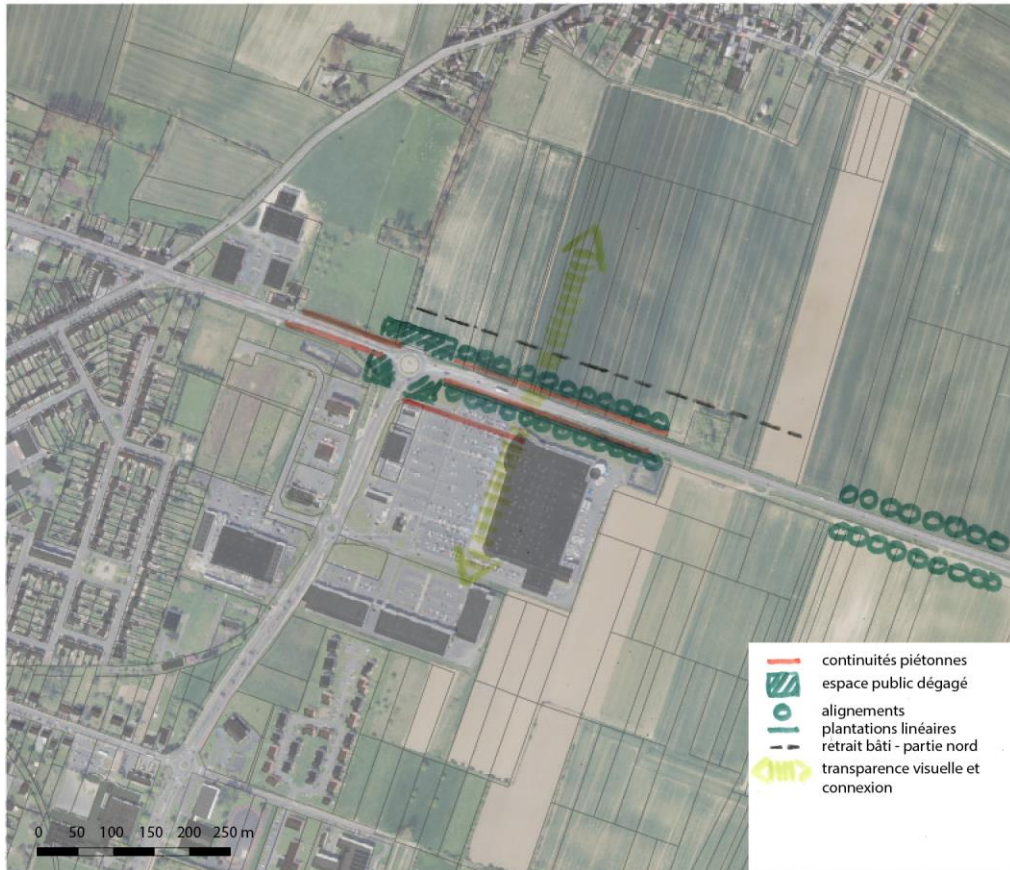 continuités piétonnes
espace public dégagé
alignements
plantations linéaires
retrait bâti - partie nord
transparence visuelle et
connexion
0 50 100 150 200 250 m